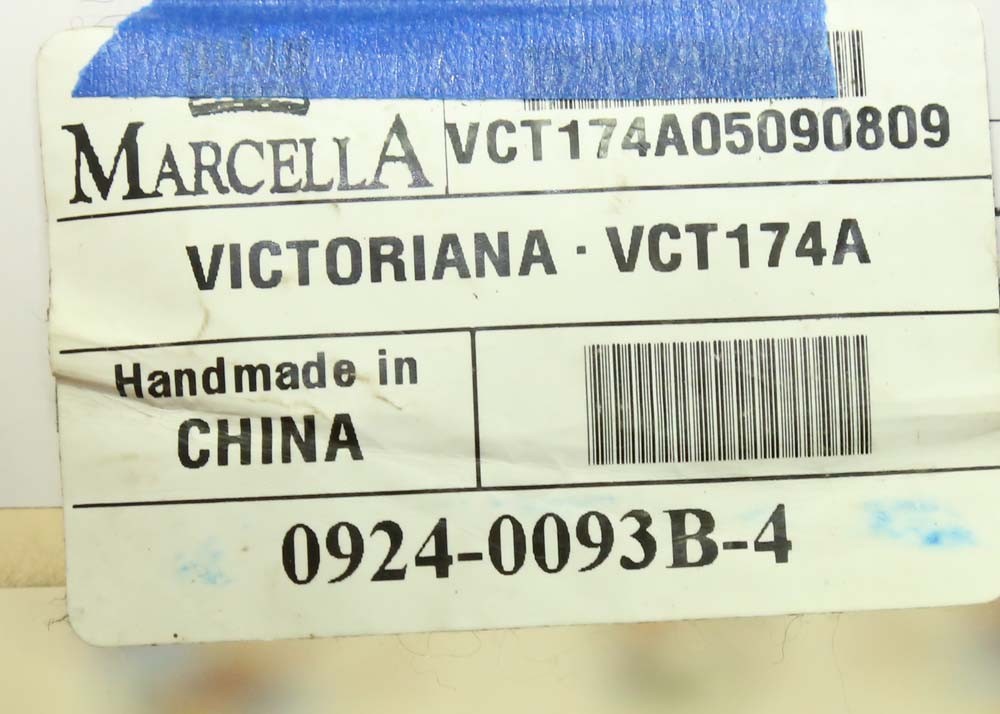 MARCELLA
VCT174A05090809
VICTORIANA · VCT174A
Handmade in
CHINA
0924-0093B-4